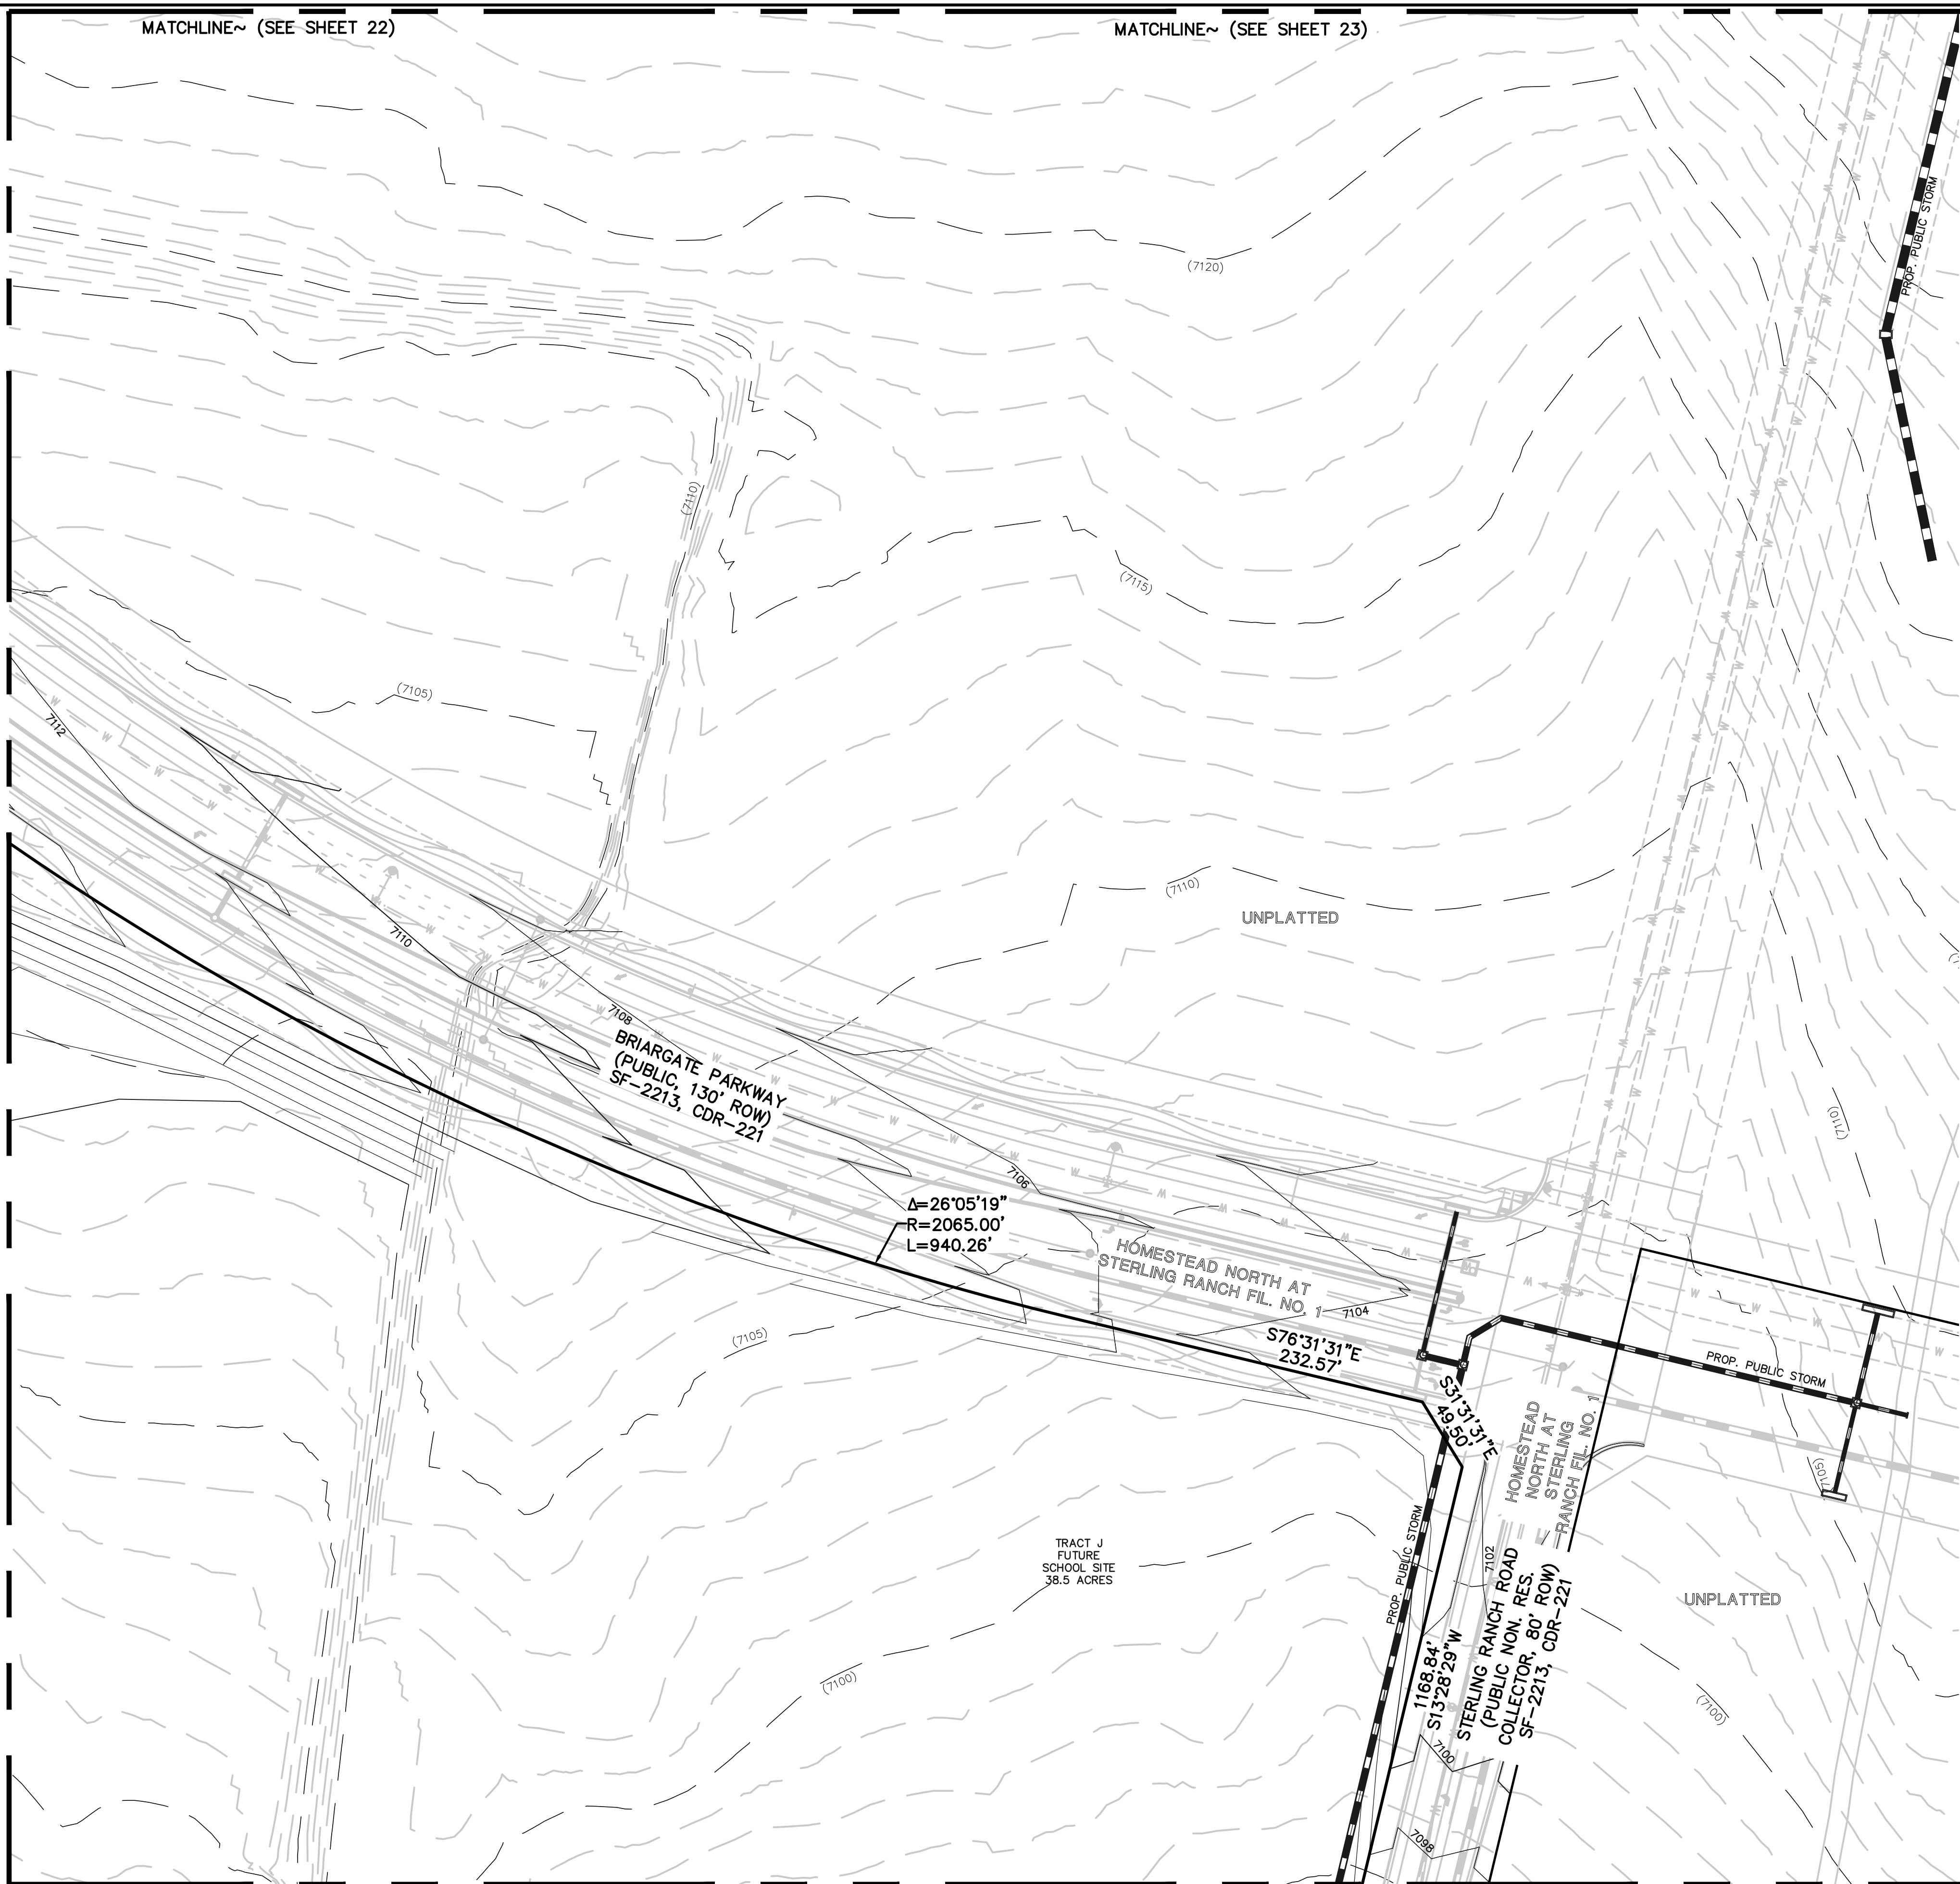 MATCHLINE~ (SEE SHEET 22)
MATCHLINE~ (SEE SHEET 23)
PROP. PUBLIC STORM
(7120)
(7110)
(7115)
(7105)
7112
(7110)
UNPLATTED
7110
7108
BRIARGATE PARKWAY
(PUBLIC, 130' ROW)
SF-2213, CDR-221
(7110)
7106
Δ=26°05'19"
R=2065.00'
L=940.26'
HOMESTEAD NORTH AT
STERLING RANCH FIL. NO. 1
7104
(7105)
S76°31'31"E
232.57'
PROP. PUBLIC STORM
S31°31'31"E
49.50'
HOMESTEAD
NORTH AT
STERLING
RANCH FIL. NO. 1
(7105)
TRACT J
FUTURE
SCHOOL SITE
38.5 ACRES
PROP. PUBLIC STORM
7102
UNPLATTED
1168.84'
S13°28'29"W
STERLING RANCH ROAD
(PUBLIC NON. RES.
COLLECTOR, 80' ROW)
SF-2213, CDR-221
(7100)
(7100)
7100
7098